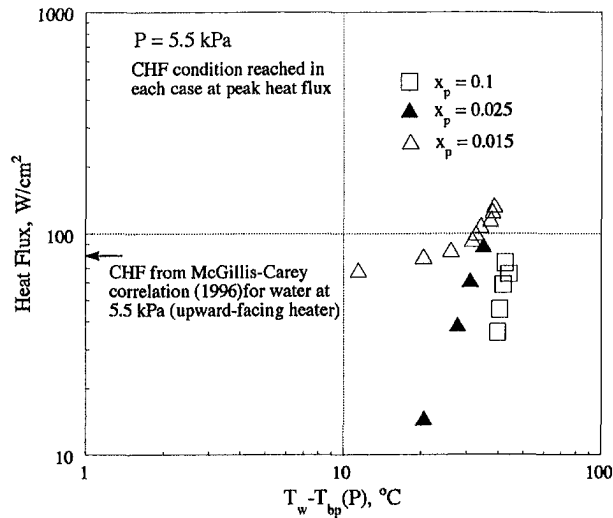 1000
P = 5.5 kPa
CHF condition reached in
each case at peak heat flux
x_p = 0.1
x_p = 0.025
x_p = 0.015
Heat Flux, W/cm²
100
CHF from McGillis-Carey
correlation (1996)for water at
5.5 kPa (upward-facing heater)
10
1
10
100
T_w-T_bp(P), °C